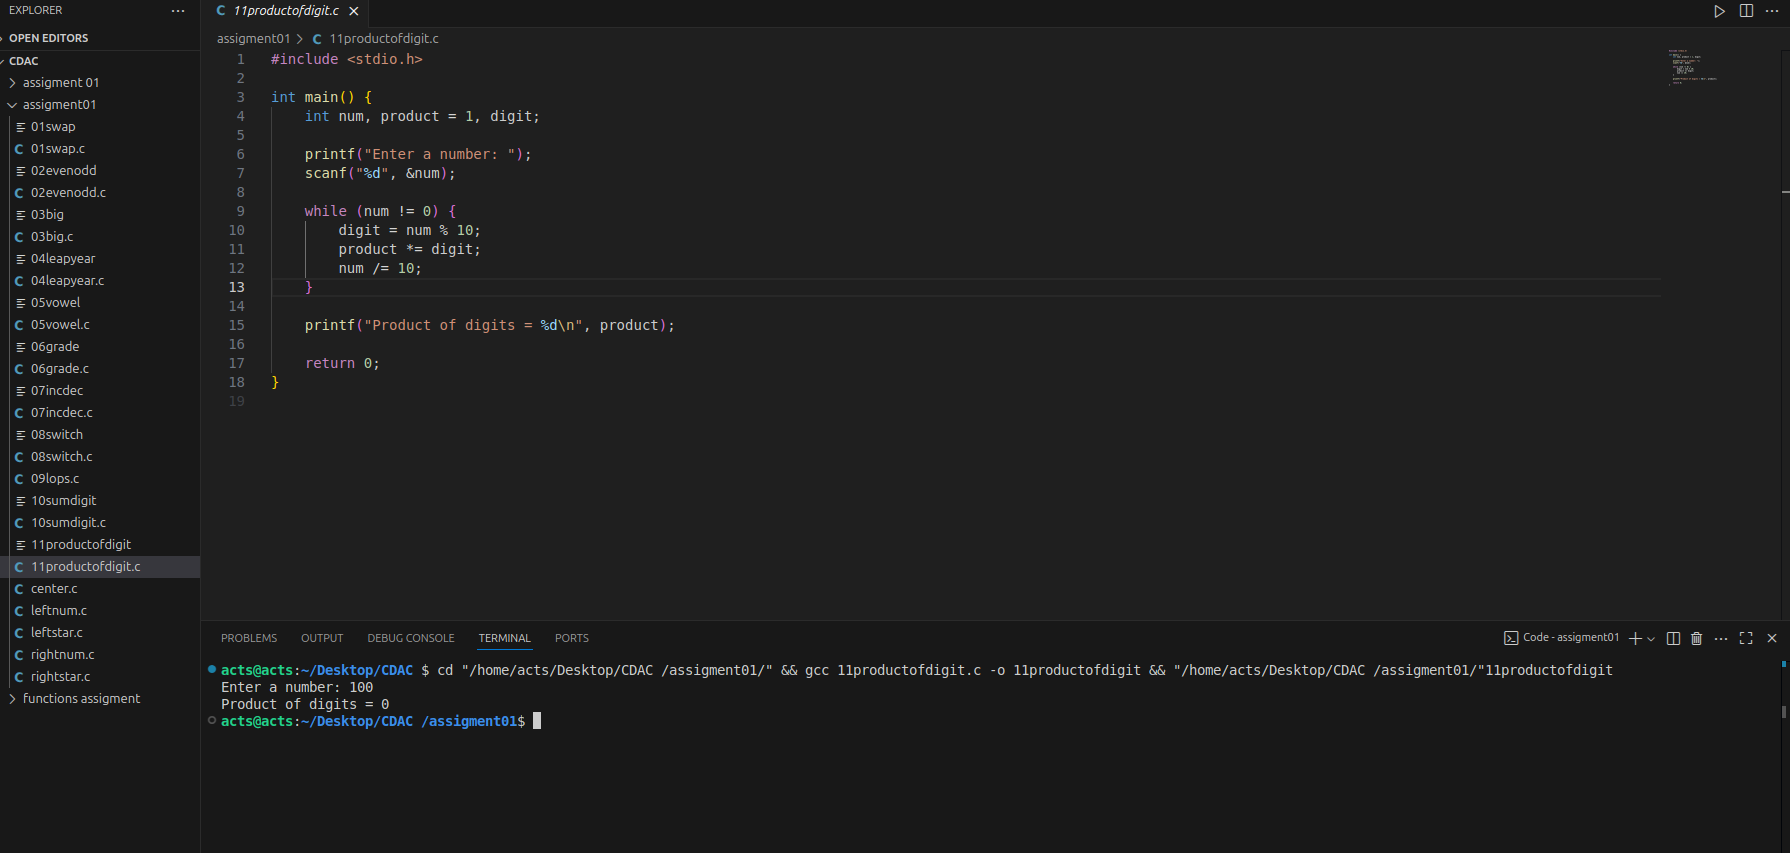 EXPLORER
OPEN EDITORS
CDAC
assigment 01
assigment01
01swap
01swap.c
02evenodd
02evenodd.c
03big
03big.c
04leapyear
04leapyear.c
05vowel
05vowel.c
06grade
06grade.c
07incdec
07incdec.c
08switch
08switch.c
09lops.c
10sumdigit
10sumdigit.c
11productofdigit
11productofdigit.c
center.c
leftnum.c
leftstar.c
rightnum.c
rightstar.c
functions assigment
C 11productofdigit.c
assigment01 > C 11productofdigit.c
1 #include <stdio.h>
2
3 int main() {
4 int num, product = 1, digit;
5
6 printf("Enter a number: ");
7 scanf("%d", &num);
8
9 while (num != 0) {
10 digit = num % 10;
11 product *= digit;
12 num /= 10;
13 }
14
15 printf("Product of digits = %d\n", product);
16
17 return 0;
18 }
19
PROBLEMS OUTPUT DEBUG CONSOLE TERMINAL PORTS Code - assigment01
acts@acts:~/Desktop/CDAC $ cd "/home/acts/Desktop/CDAC /assigment01/" && gcc 11productofdigit.c -o 11productofdigit && "/home/acts/Desktop/CDAC /assigment01/"11productofdigit
Enter a number: 100
Product of digits = 0
acts@acts:~/Desktop/CDAC /assigment01$